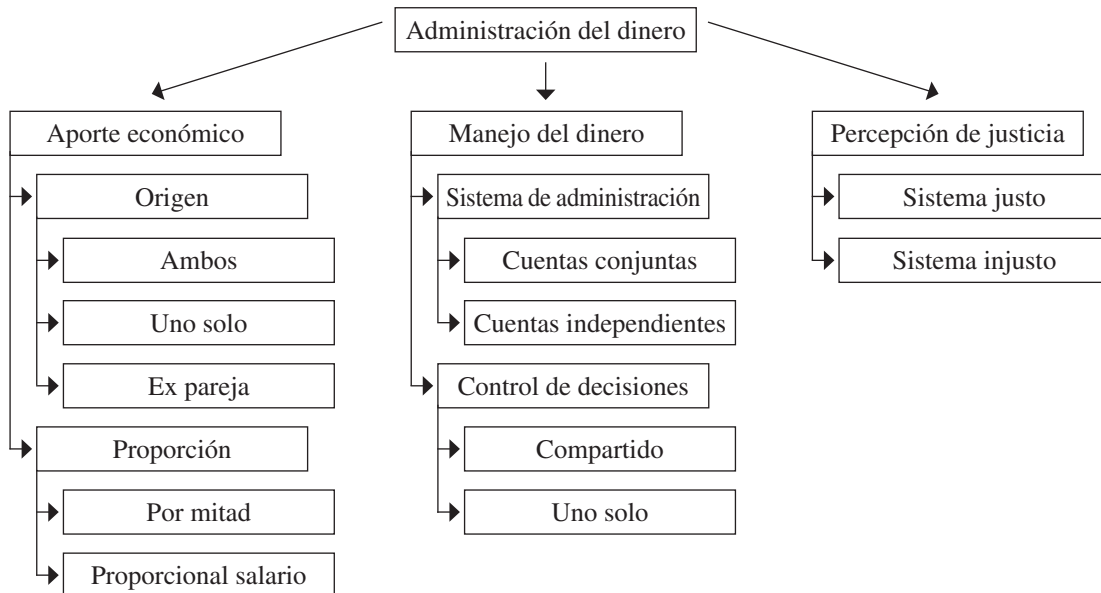 Administración del dinero
Aporte económico
Origen
Ambos
Uno solo
Ex pareja
Proporción
Por mitad
Proporcional salario
Manejo del dinero
Sistema de administración
Cuentas conjuntas
Cuentas independientes
Control de decisiones
Compartido
Uno solo
Percepción de justicia
Sistema justo
Sistema injusto